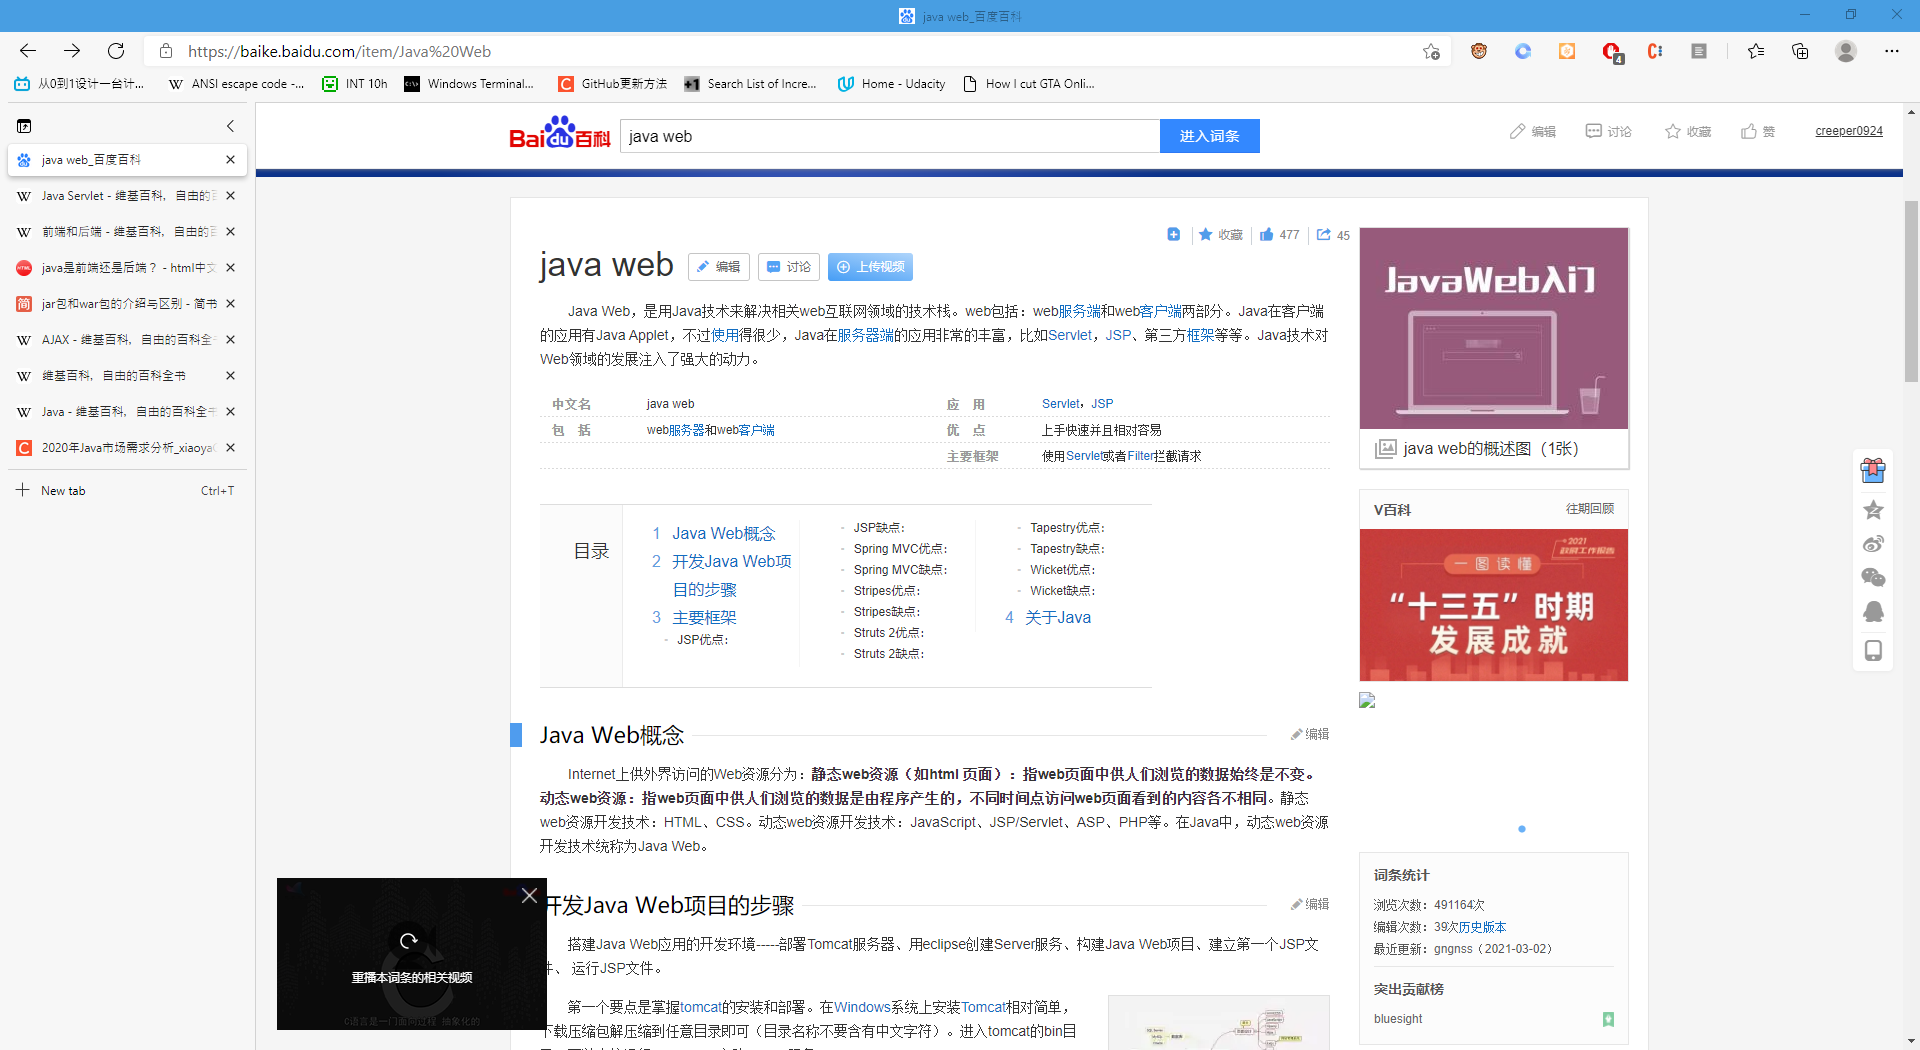 java web_百度百科
https://baike.baidu.com/item/Java%20Web
4
从0到1设计一台计...
ANSI escape code -...
INT 10h
Windows Terminal...
GitHub更新方法
Search List of Incre...
Home - Udacity
How I cut GTA Onli...
java web_百度百科
Java Servlet - 维基百科，自由的百
前端和后端 - 维基百科，自由的百
java是前端还是后端？ - html中文
jar包和war包的介绍与区别 - 简书
AJAX - 维基百科，自由的百科全
维基百科，自由的百科全书
Java - 维基百科，自由的百科全书
2020年Java市场需求分析_xiaoya
New tab Ctrl+T
Baidu百科
java web
进入词条
编辑 讨论 收藏 赞 creeper0924
收藏 477 45
java web 编辑 讨论 上传视频
Java Web，是用Java技术来解决相关web互联网领域的技术栈。web包括：web服务端和web客户端两部分。Java在客户端
的应用有Java Applet，不过使用得很少，Java在服务器端的应用非常的丰富，比如Servlet，JSP、第三方框架等等。Java技术对
Web领域的发展注入了强大的动力。
中文名 java web 应 用 Servlet，JSP
包 括 web服务器和web客户端 优 点 上手快速并且相对容易
主要框架 使用Servlet或者Filter拦截请求
目录
1 Java Web概念
2 开发Java Web项
目的步骤
3 主要框架
- JSP优点:
- JSP缺点:
- Spring MVC优点:
- Spring MVC缺点:
- Stripes优点:
- Stripes缺点:
- Struts 2优点:
- Struts 2缺点:
- Tapestry优点:
- Tapestry缺点:
- Wicket优点:
- Wicket缺点:
4 关于Java
Java Web概念 编辑
Internet上供外界访问的Web资源分为：静态web资源（如html 页面）：指web页面中供人们浏览的数据始终是不变。
动态web资源：指web页面中供人们浏览的数据是由程序产生的，不同时间点访问web页面看到的内容各不相同。静态
web资源开发技术：HTML、CSS。动态web资源开发技术：JavaScript、JSP/Servlet、ASP、PHP等。在Java中，动态web资源
开发技术统称为Java Web。
开发Java Web项目的步骤 编辑
搭建Java Web应用的开发环境-----部署Tomcat服务器、用eclipse创建Server服务、构建Java Web项目、建立第一个JSP文
件、 运行JSP文件。
第一个要点是掌握tomcat的安装和部署。在Windows系统上安装Tomcat相对简单，
下载压缩包解压缩到任意目录即可（目录名称不要含有中文字符）。进入tomcat的bin目
重播本词条的相关视频
C语言是一门面向过程 抽象化的
JavaWeb入门
java web的概述图（1张）
V百科 往期回顾
2021
政府工作报告
一图读懂
“十三五”时期
发展成就
词条统计
浏览次数：491164次
编辑次数：39次历史版本
最近更新：gngnss（2021-03-02）
突出贡献榜
bluesight